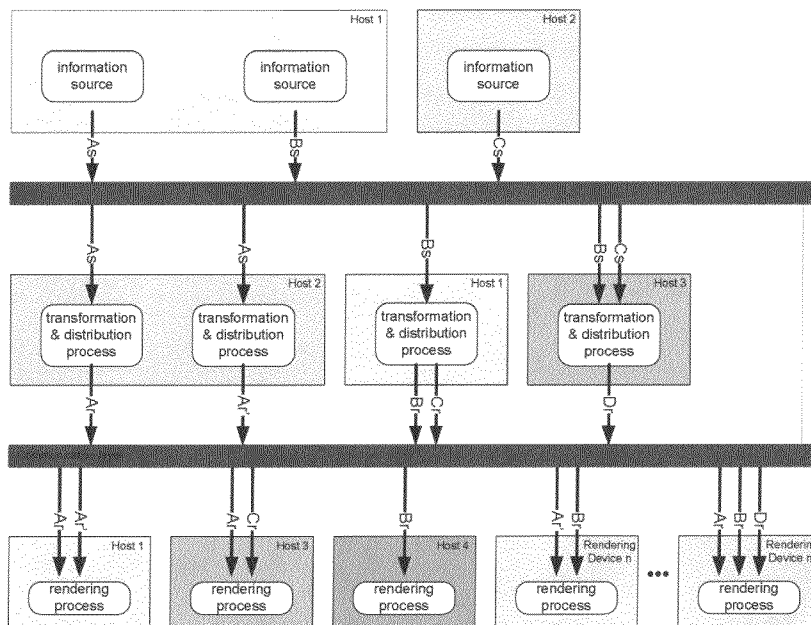 Host 1
Host 2
information
source
information
source
information
source
As
Bs
Cs
As
As
Bs
Bs
Cs
Host 2
Host 1
Host 3
transformation
& distribution
process
transformation
& distribution
process
transformation
& distribution
process
transformation
& distribution
process
Ar
Ar'
Br
Cr
Dr
Ar
Ar'
Ar
Cr
Br
Ar'
Br
Ar
Br
Dr
Host 1
Host 3
Host 4
Rendering
Device n
Rendering
Device n
•••
rendering
process
rendering
process
rendering
process
rendering
process
rendering
process